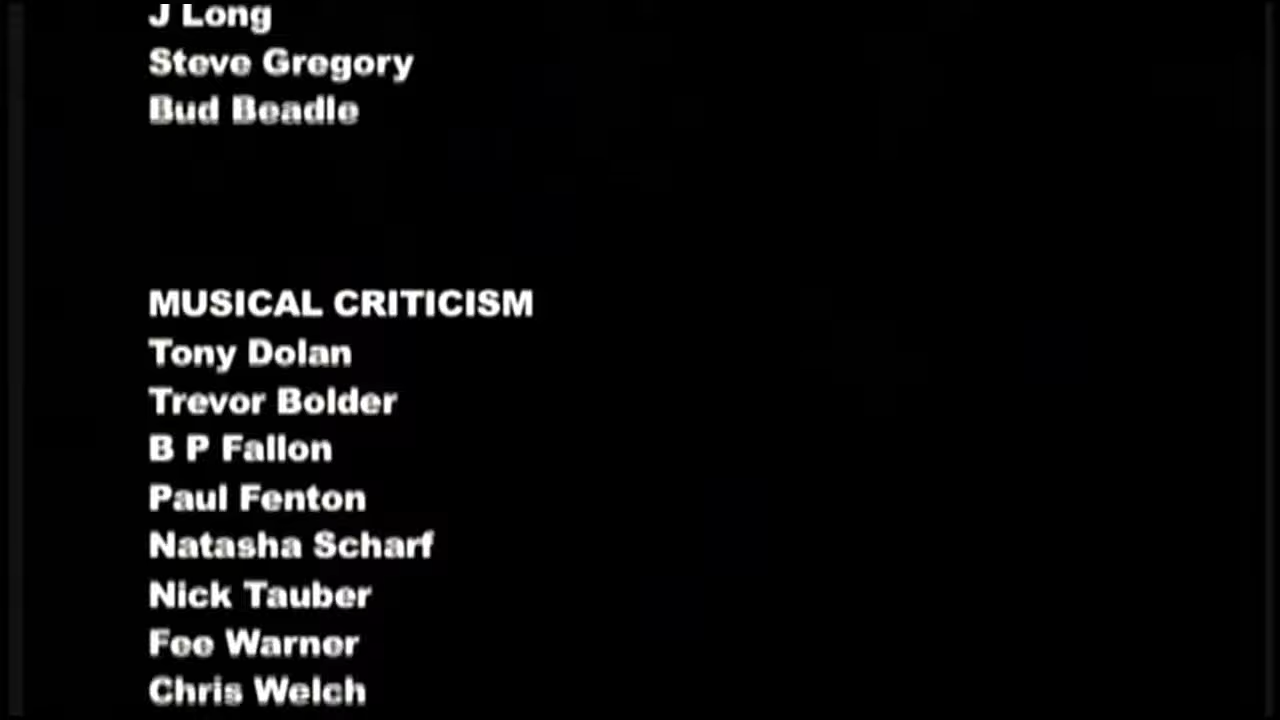 J Long
Steve Gregory
Bud Beadle
MUSICAL CRITICISM
Tony Dolan
Trevor Bolder
B P Fallon
Paul Fenton
Natasha Scharf
Nick Tauber
Fee Warner
Chris Welch